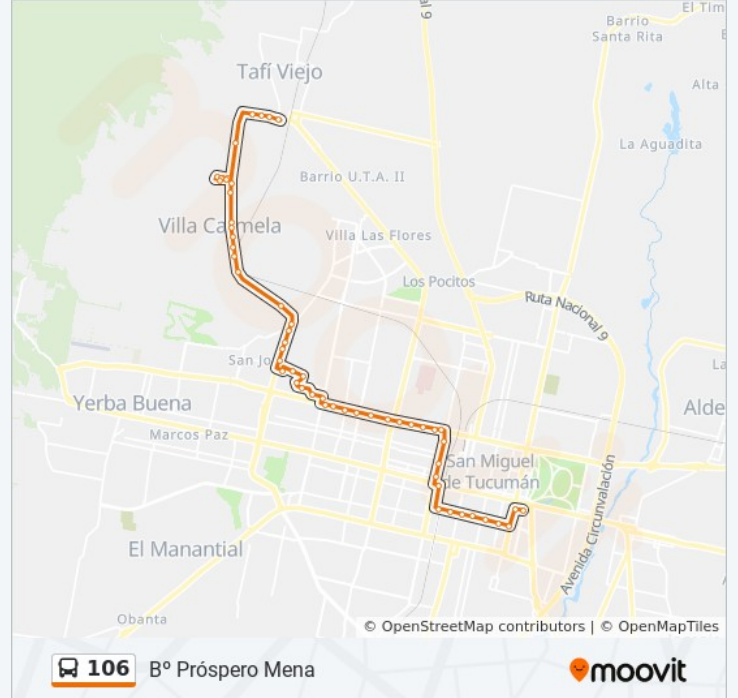 al 9
El Tim
Barrio
Santa Rita
Tafí Viejo
Alta
La Aguadita
Barrio U.T.A. II
Villa Carmela
Villa Las Flores
Los Pocitos
Ruta Nacional 9
San Jo
La
Yerba Buena
Alde
Marcos Paz
San Miguel
de Tucumán
Avenida Circunvalación
El Manantial
Obanta
© OpenStreetMap contributors | © OpenMapTiles
106 Bº Próspero Mena
moovit